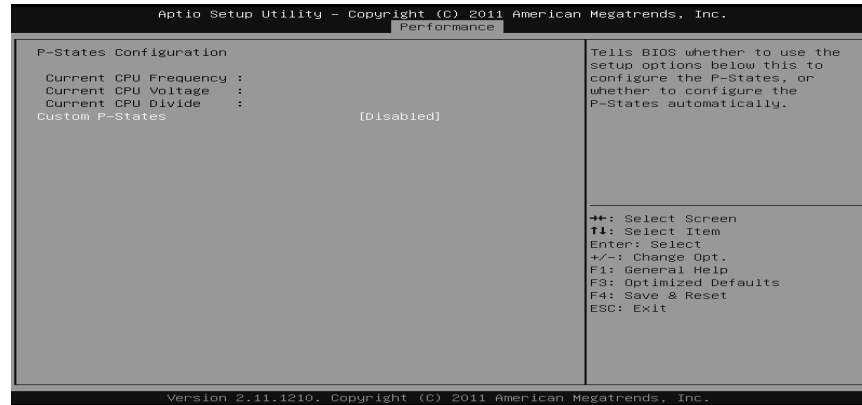 Aptio Setup Utility – Copyright (C) 2011 American Megatrends, Inc.
Performance
P-States Configuration
Current CPU Frequency :
Current CPU Voltage :
Current CPU Divide :
Custom P-States [Disabled]
Tells BIOS whether to use the
setup options below this to
configure the P-States, or
whether to configure the
P-States automatically.
→←: Select Screen
↑↓: Select Item
Enter: Select
+/-: Change Opt.
F1: General Help
F3: Optimized Defaults
F4: Save & Reset
ESC: Exit
Version 2.11.1210. Copyright (C) 2011 American Megatrends, Inc.